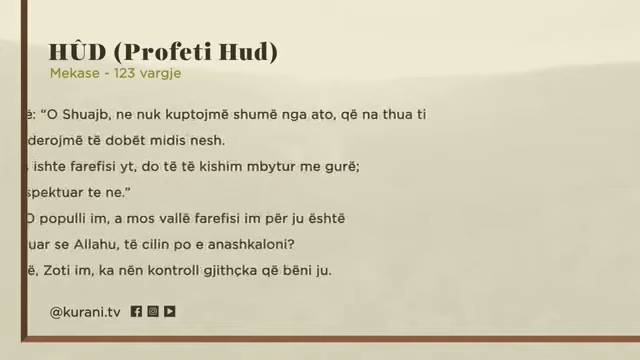 HÛD (Profeti Hud)
Mekase - 123 vargje
“O Shuajb, ne nuk kuptojmë shumë nga ato, që na thua ti
të dobët midis nesh.
ishte farefisi yt, do të të kishim mbytur me gurë;
te ne.”
O populli im, a mos vallë farefisi im për ju është
se Allahu, të cilin po e anashkaloni?
Zoti im, ka nën kontroll gjithçka që bëni ju.
@kurani.tv